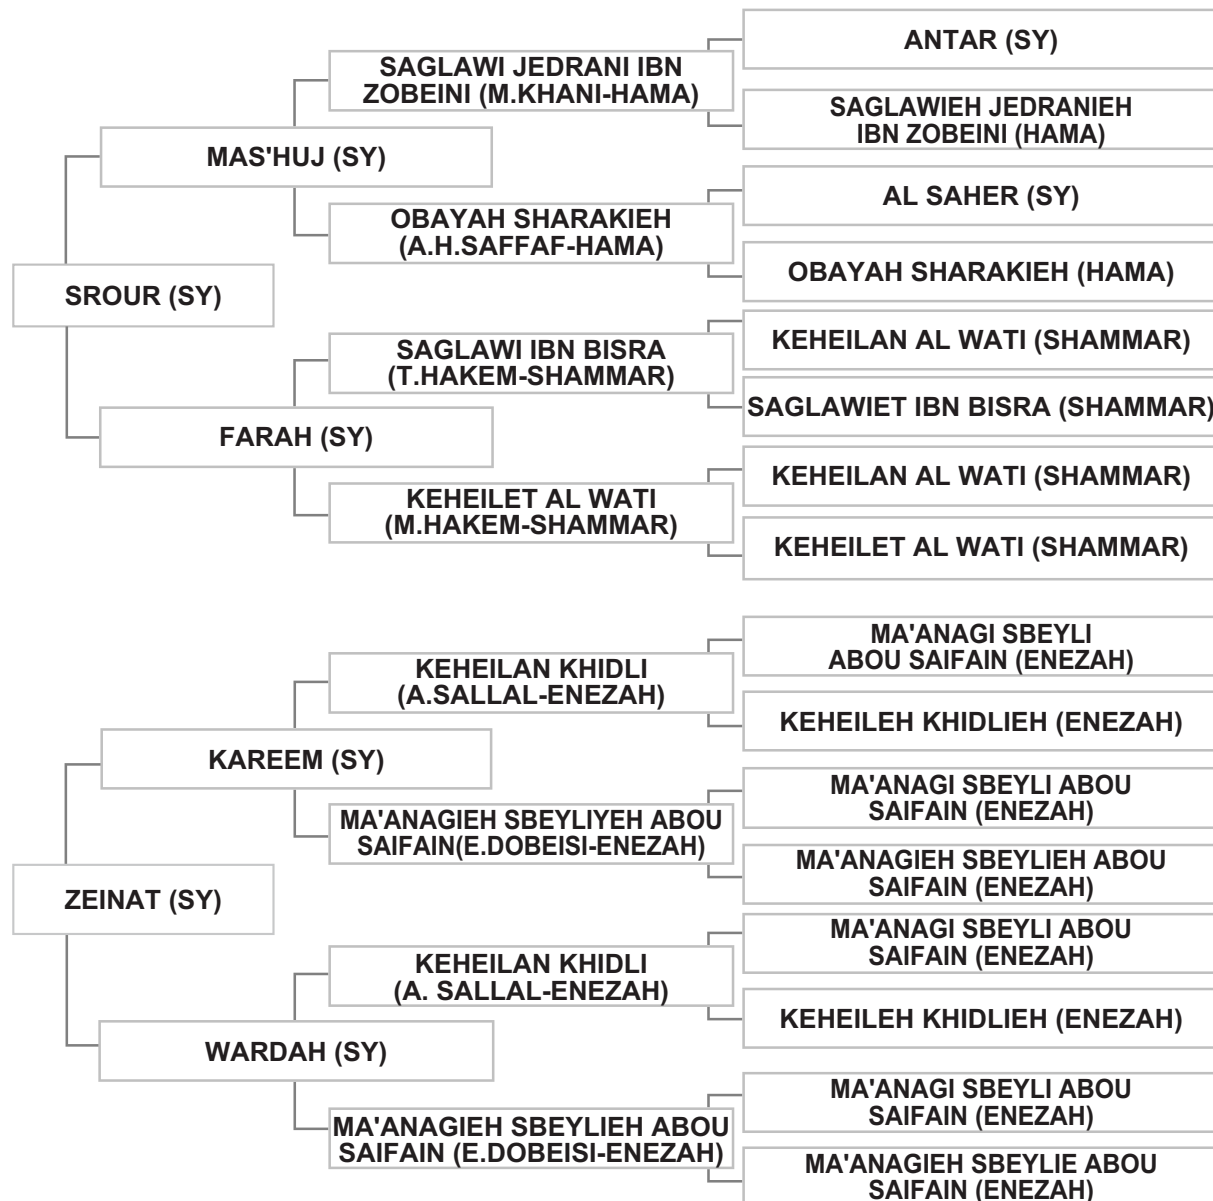 ANTAR (SY)
SAGLAWI JEDRANI IBN
ZOBEINI (M.KHANI-HAMA)
SAGLAWIEH JEDRANIEH
IBN ZOBEINI (HAMA)
MAS'HUJ (SY)
AL SAHER (SY)
OBAYAH SHARAKIEH
(A.H.SAFFAF-HAMA)
OBAYAH SHARAKIEH (HAMA)
SROUR (SY)
KEHEILAN AL WATI (SHAMMAR)
SAGLAWI IBN BISRA
(T.HAKEM-SHAMMAR)
SAGLAWIET IBN BISRA (SHAMMAR)
FARAH (SY)
KEHEILAN AL WATI (SHAMMAR)
KEHEILET AL WATI
(M.HAKEM-SHAMMAR)
KEHEILET AL WATI (SHAMMAR)
MA'ANAGI SBEYLI
ABOU SAIFAIN (ENEZAH)
KEHEILAN KHIDLI
(A.SALLAL-ENEZAH)
KEHEILEH KHIDLIEH (ENEZAH)
KAREEM (SY)
MA'ANAGI SBEYLI ABOU
SAIFAIN (ENEZAH)
MA'ANAGIEH SBEYLIYEH ABOU
SAIFAIN(E.DOBEISI-ENEZAH)
MA'ANAGIEH SBEYLIEH ABOU
SAIFAIN (ENEZAH)
ZEINAT (SY)
MA'ANAGI SBEYLI ABOU
SAIFAIN (ENEZAH)
KEHEILAN KHIDLI
(A. SALLAL-ENEZAH)
KEHEILEH KHIDLIEH (ENEZAH)
WARDAH (SY)
MA'ANAGI SBEYLI ABOU
SAIFAIN (ENEZAH)
MA'ANAGIEH SBEYLIEH ABOU
SAIFAIN (E.DOBEISI-ENEZAH)
MA'ANAGIEH SBEYLIE ABOU
SAIFAIN (ENEZAH)